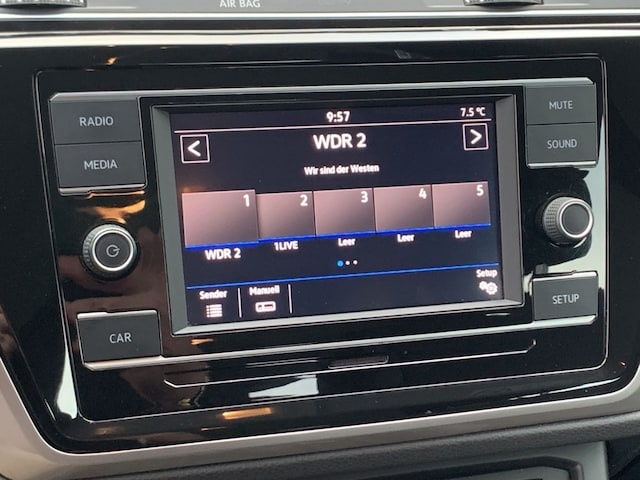 AIR BAG
9:57
7.5 °C
RADIO
MEDIA
MUTE
SOUND
< WDR 2 >
Wir sind der Westen
1 2 3 4 5
WDR 2 1LIVE Leer Leer Leer
Sender Manuell Setup
CAR
SETUP